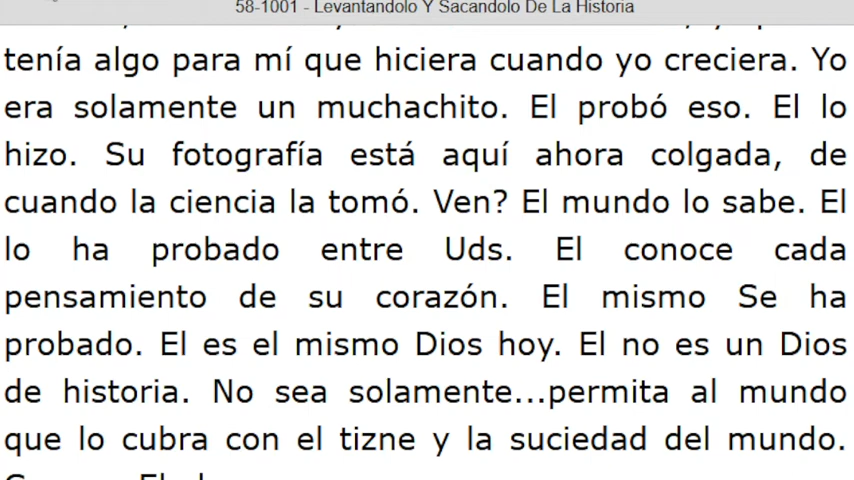 58-1001 - Levantandolo Y Sacandolo De La Historia
tenía algo para mí que hiciera cuando yo creciera. Yo
era solamente un muchachito. El probó eso. El lo
hizo. Su fotografía está aquí ahora colgada, de
cuando la ciencia la tomó. Ven? El mundo lo sabe. El
lo ha probado entre Uds. El conoce cada
pensamiento de su corazón. El mismo Se ha
probado. El es el mismo Dios hoy. El no es un Dios
de historia. No sea solamente...permita al mundo
que lo cubra con el tizne y la suciedad del mundo.